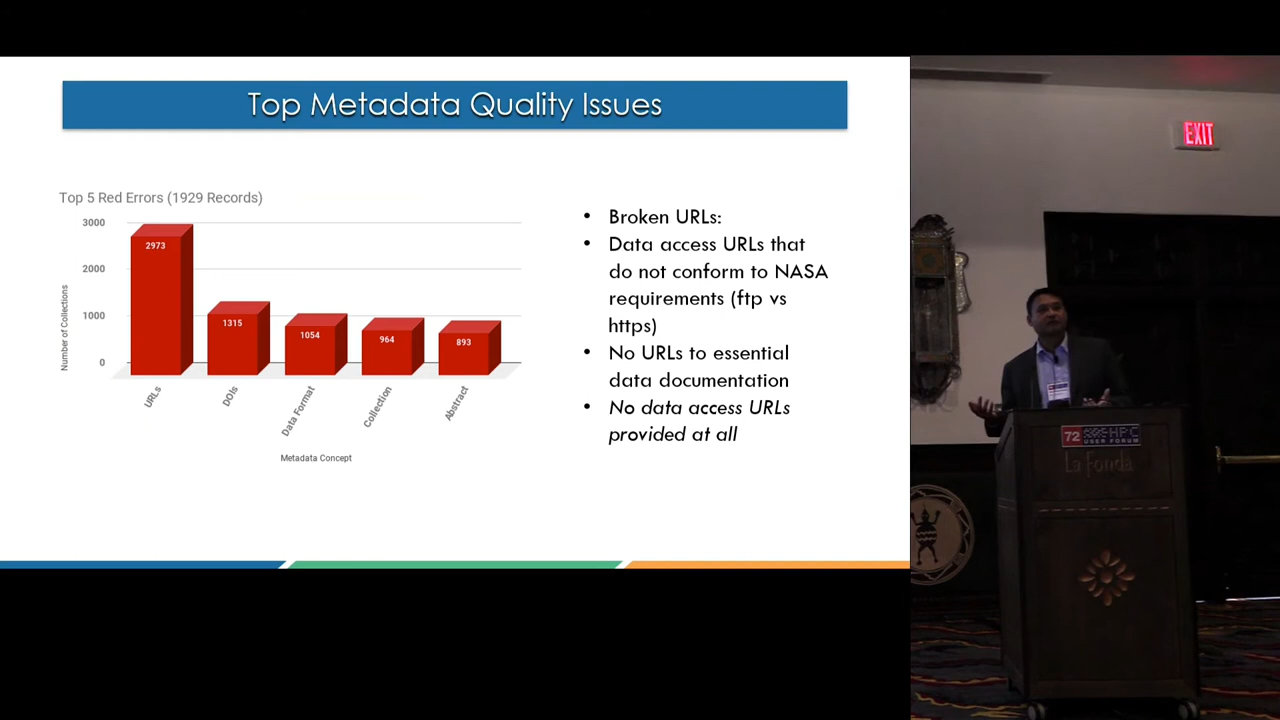 Top Metadata Quality Issues
Top 5 Red Errors (1929 Records)
3000
2000
1000
0
Number of Collections
2973
1315
1054
964
893
URLs
DOIs
Data Format
Collection
Abstract
Metadata Concept
• Broken URLs:
• Data access URLs that
do not conform to NASA
requirements (ftp vs
https)
• No URLs to essential
data documentation
• No data access URLs
provided at all
EXIT
72 HPC
USER FORUM
La Fonda